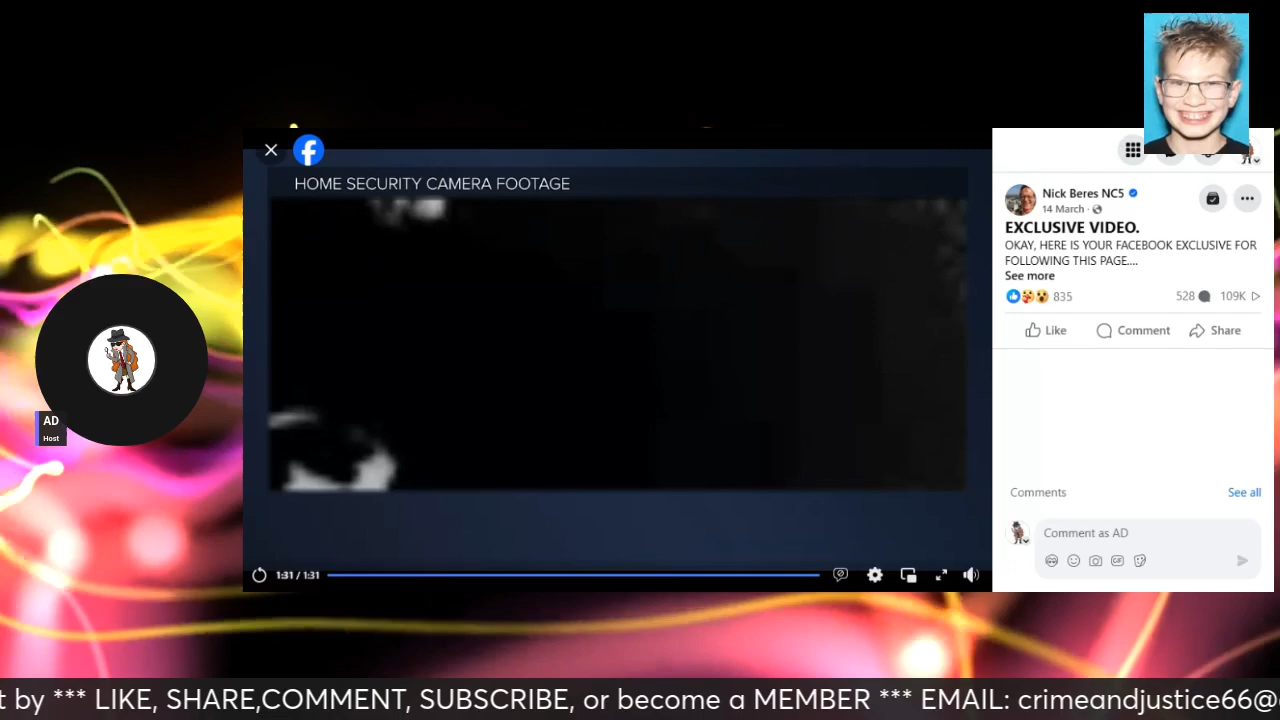 HOME SECURITY CAMERA FOOTAGE
1:31 / 1:31
Nick Beres NC5
14 March
EXCLUSIVE VIDEO.
OKAY, HERE IS YOUR FACEBOOK EXCLUSIVE FOR
FOLLOWING THIS PAGE....
See more
835
528
109K
Like
Comment
Share
Comments
See all
Comment as AD
GIF
AD
Host
t by *** LIKE, SHARE,COMMENT, SUBSCRIBE, or become a MEMBER *** EMAIL: crimeandjustice66@